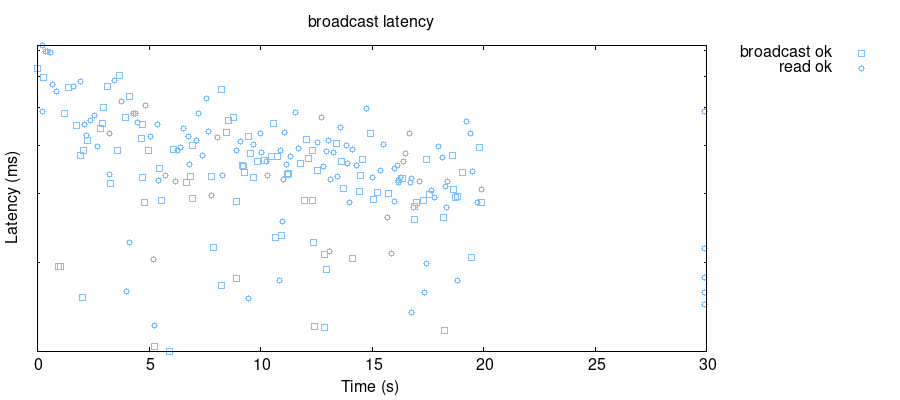 broadcast latency
broadcast ok
read ok
Latency (ms)
0 5 10 15 20 25 30
Time (s)